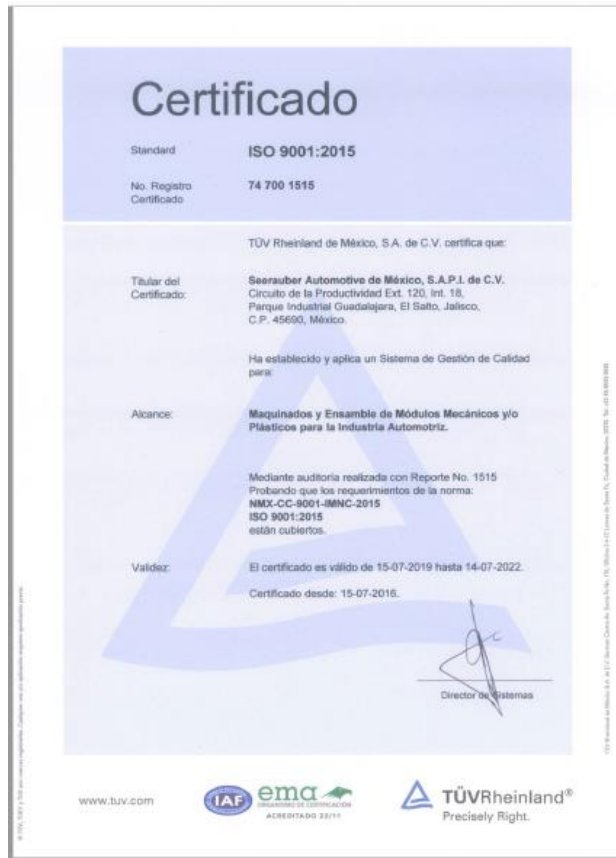 Certificado
Standard
ISO 9001:2015
No. Registro
Certificado
74 700 1515
TÜV Rheinland de México, S.A. de C.V. certifica que:
Titular del
Certificado:
Seerauber Automotive de México, S.A.P.I. de C.V.
Circuito de la Productividad Ext. 120, Int. 18,
Parque Industrial Guadalajara, El Salto, Jalisco,
C.P. 45690, México.
Ha establecido y aplica un Sistema de Gestión de Calidad
para:
Alcance:
Maquinados y Ensamble de Módulos Mecánicos y/o
Plásticos para la Industria Automotriz.
Mediante auditoría realizada con Reporte No. 1515
Probando que los requerimientos de la norma:
NMX-CC-9001-IMNC-2015
ISO 9001:2015
están cubiertos.
Validez:
El certificado es válido de 15-07-2019 hasta 14-07-2022.
Certificado desde: 15-07-2016.
Director de Sistemas
www.tuv.com
IAF
ema
ORGANISMO DE CERTIFICACIÓN
ACREDITADO 22/11
TÜVRheinland®
Precisely Right.